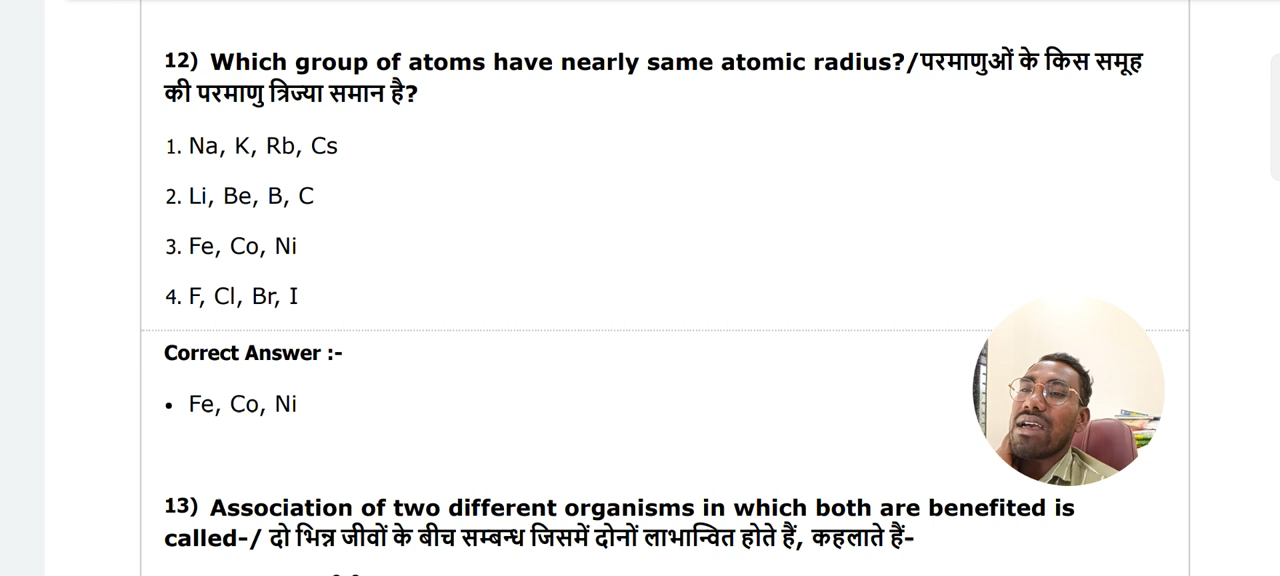 12) Which group of atoms have nearly same atomic radius?/परमाणुओं के किस समूह
की परमाणु त्रिज्या समान है?
1. Na, K, Rb, Cs
2. Li, Be, B, C
3. Fe, Co, Ni
4. F, Cl, Br, I
Correct Answer :-
• Fe, Co, Ni
13) Association of two different organisms in which both are benefited is
called-/ दो भिन्न जीवों के बीच सम्बन्ध जिसमें दोनों लाभान्वित होते हैं, कहलाते हैं-